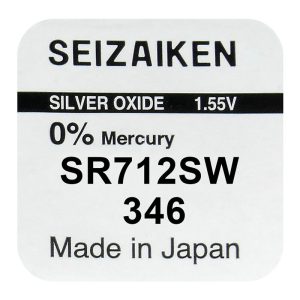 SEIZAIKEN
SILVER OXIDE 1.55V
0% Mercury
SR712SW
346
Made in Japan